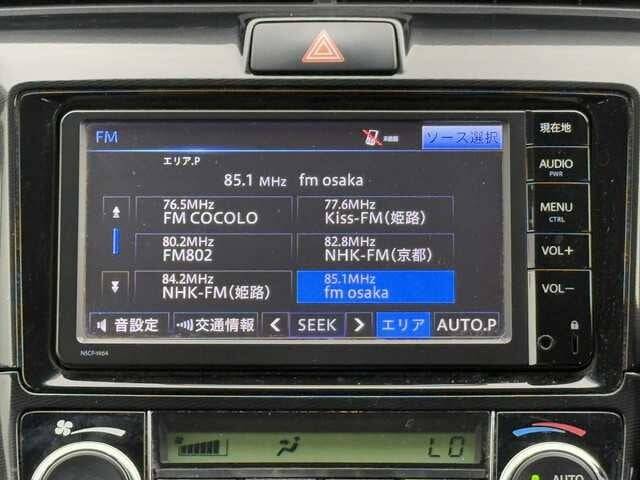 FM
ソース選択
エリア.P
85.1 MHz fm osaka
76.5MHz
FM COCOLO
77.6MHz
Kiss-FM(姫路)
80.2MHz
FM802
82.8MHz
NHK-FM(京都)
84.2MHz
NHK-FM(姫路)
85.1MHz
fm osaka
音設定
交通情報
SEEK
エリア
AUTO.P
NSCP-W64
現在地
AUDIO
PWR
MENU
CTRL
VOL+
VOL−
LO
AUTO